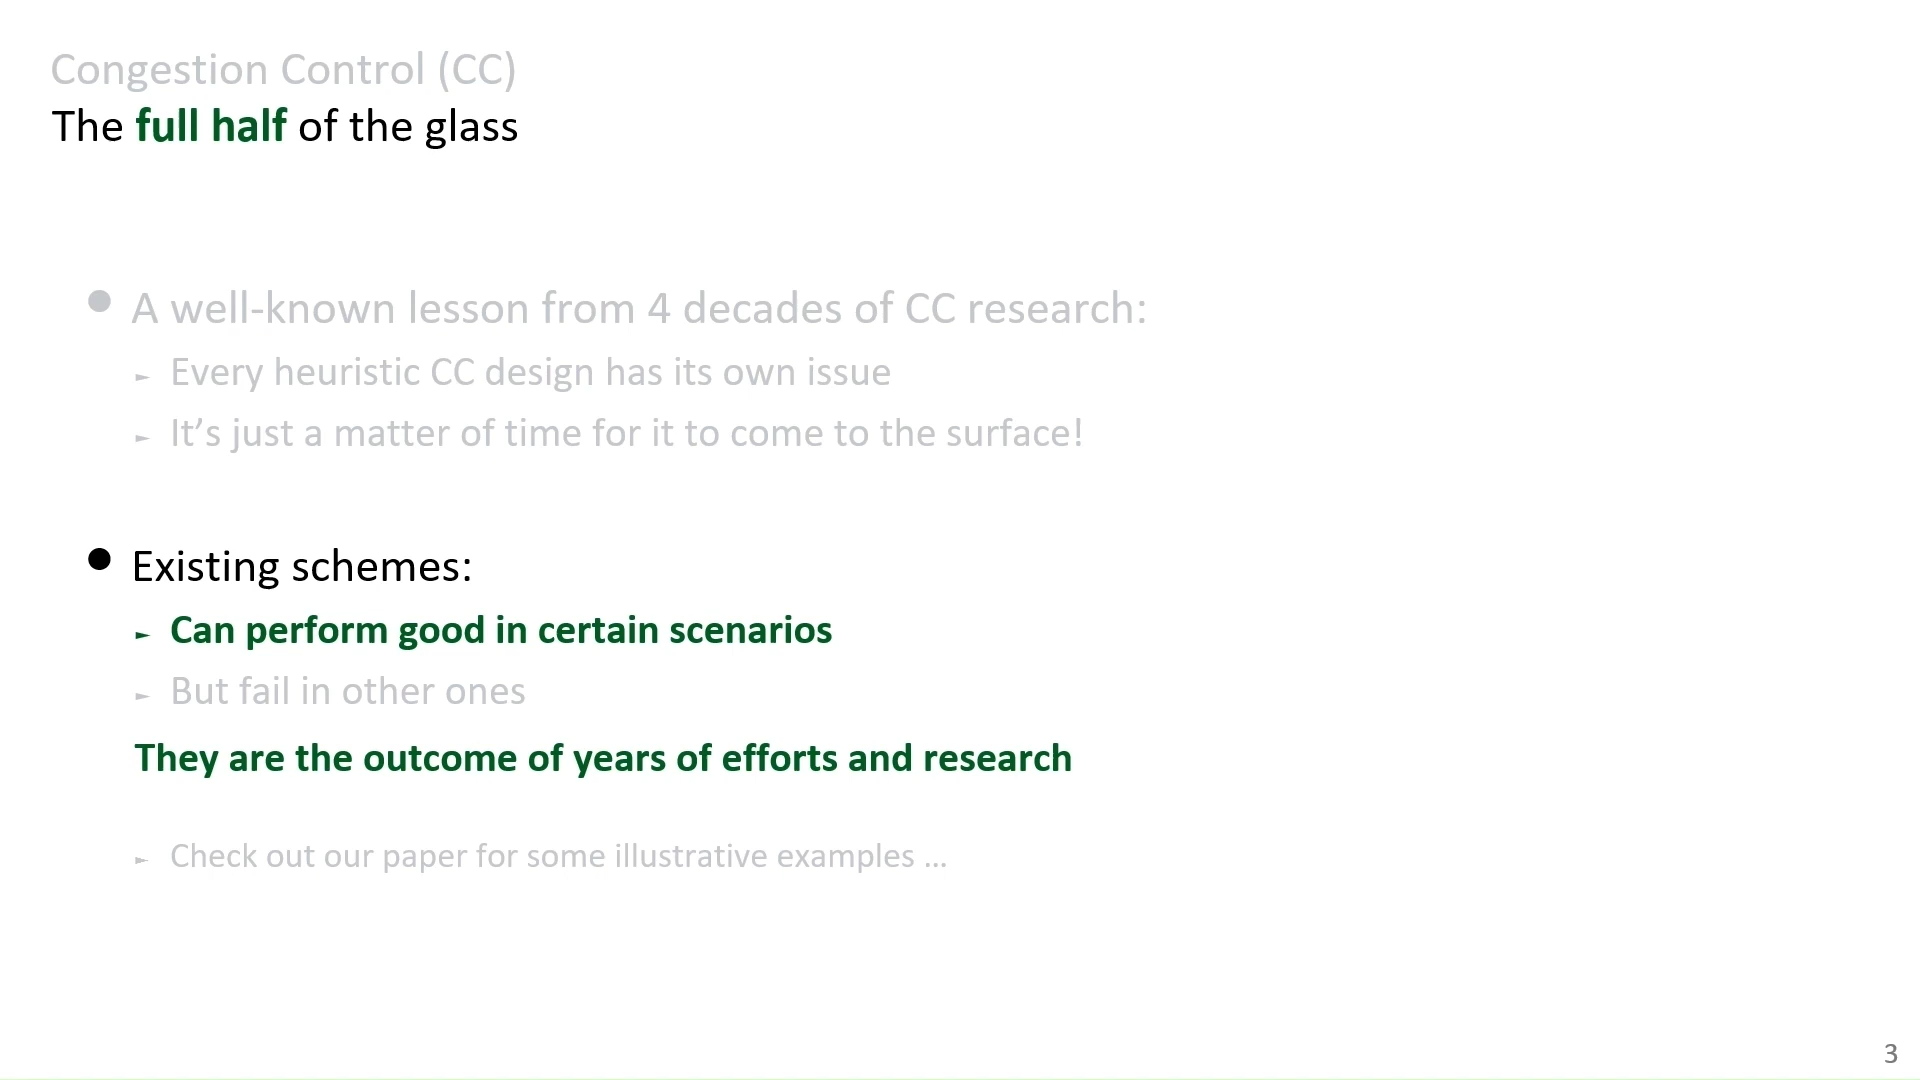 Congestion Control (CC)
The full half of the glass
● A well-known lesson from 4 decades of CC research:
► Every heuristic CC design has its own issue
► It’s just a matter of time for it to come to the surface!
● Existing schemes:
► Can perform good in certain scenarios
► But fail in other ones
They are the outcome of years of efforts and research
► Check out our paper for some illustrative examples …
3